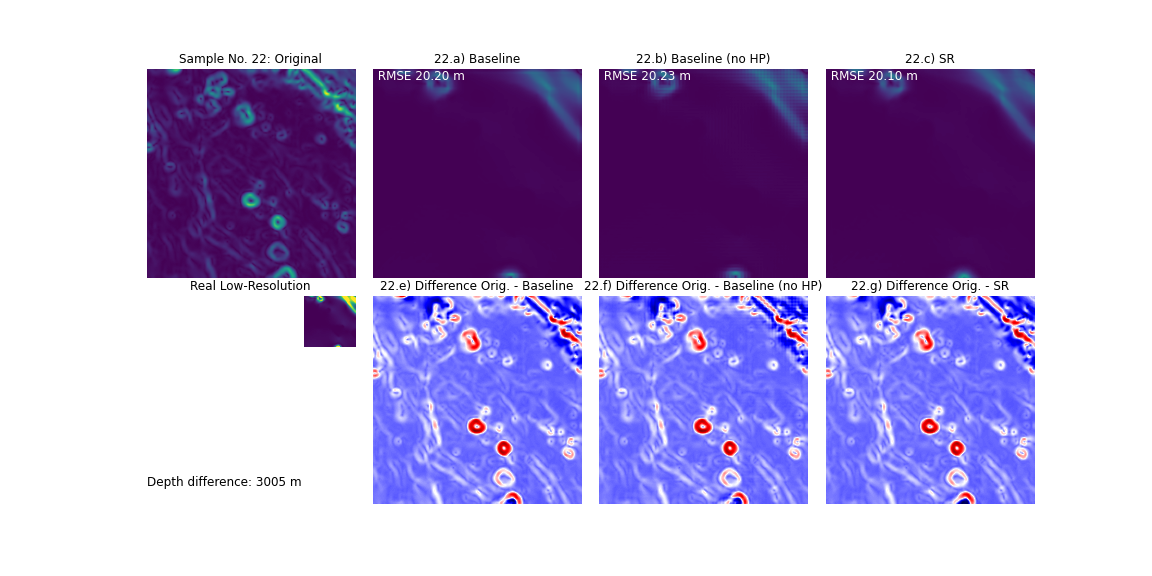 Sample No. 22: Original
22.a) Baseline
22.b) Baseline (no HP)
22.c) SR
RMSE 20.20 m
RMSE 20.23 m
RMSE 20.10 m
Real Low-Resolution
22.e) Difference Orig. - Baseline
22.f) Difference Orig. - Baseline (no HP)
22.g) Difference Orig. - SR
Depth difference: 3005 m